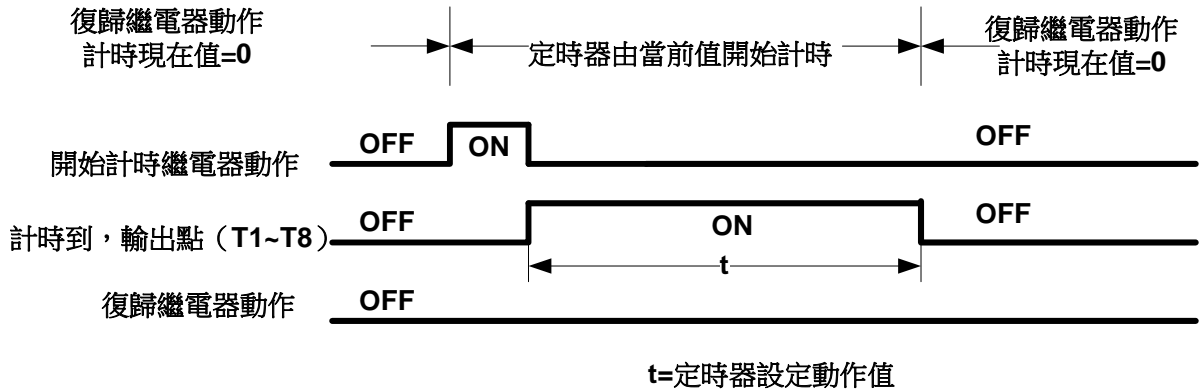 復歸繼電器動作
計時現在值=0
定時器由當前值開始計時
復歸繼電器動作
計時現在值=0
開始計時繼電器動作
OFF
ON
OFF
計時到，輸出點（T1~T8）
OFF
ON
OFF
t
復歸繼電器動作
OFF
t=定時器設定動作值